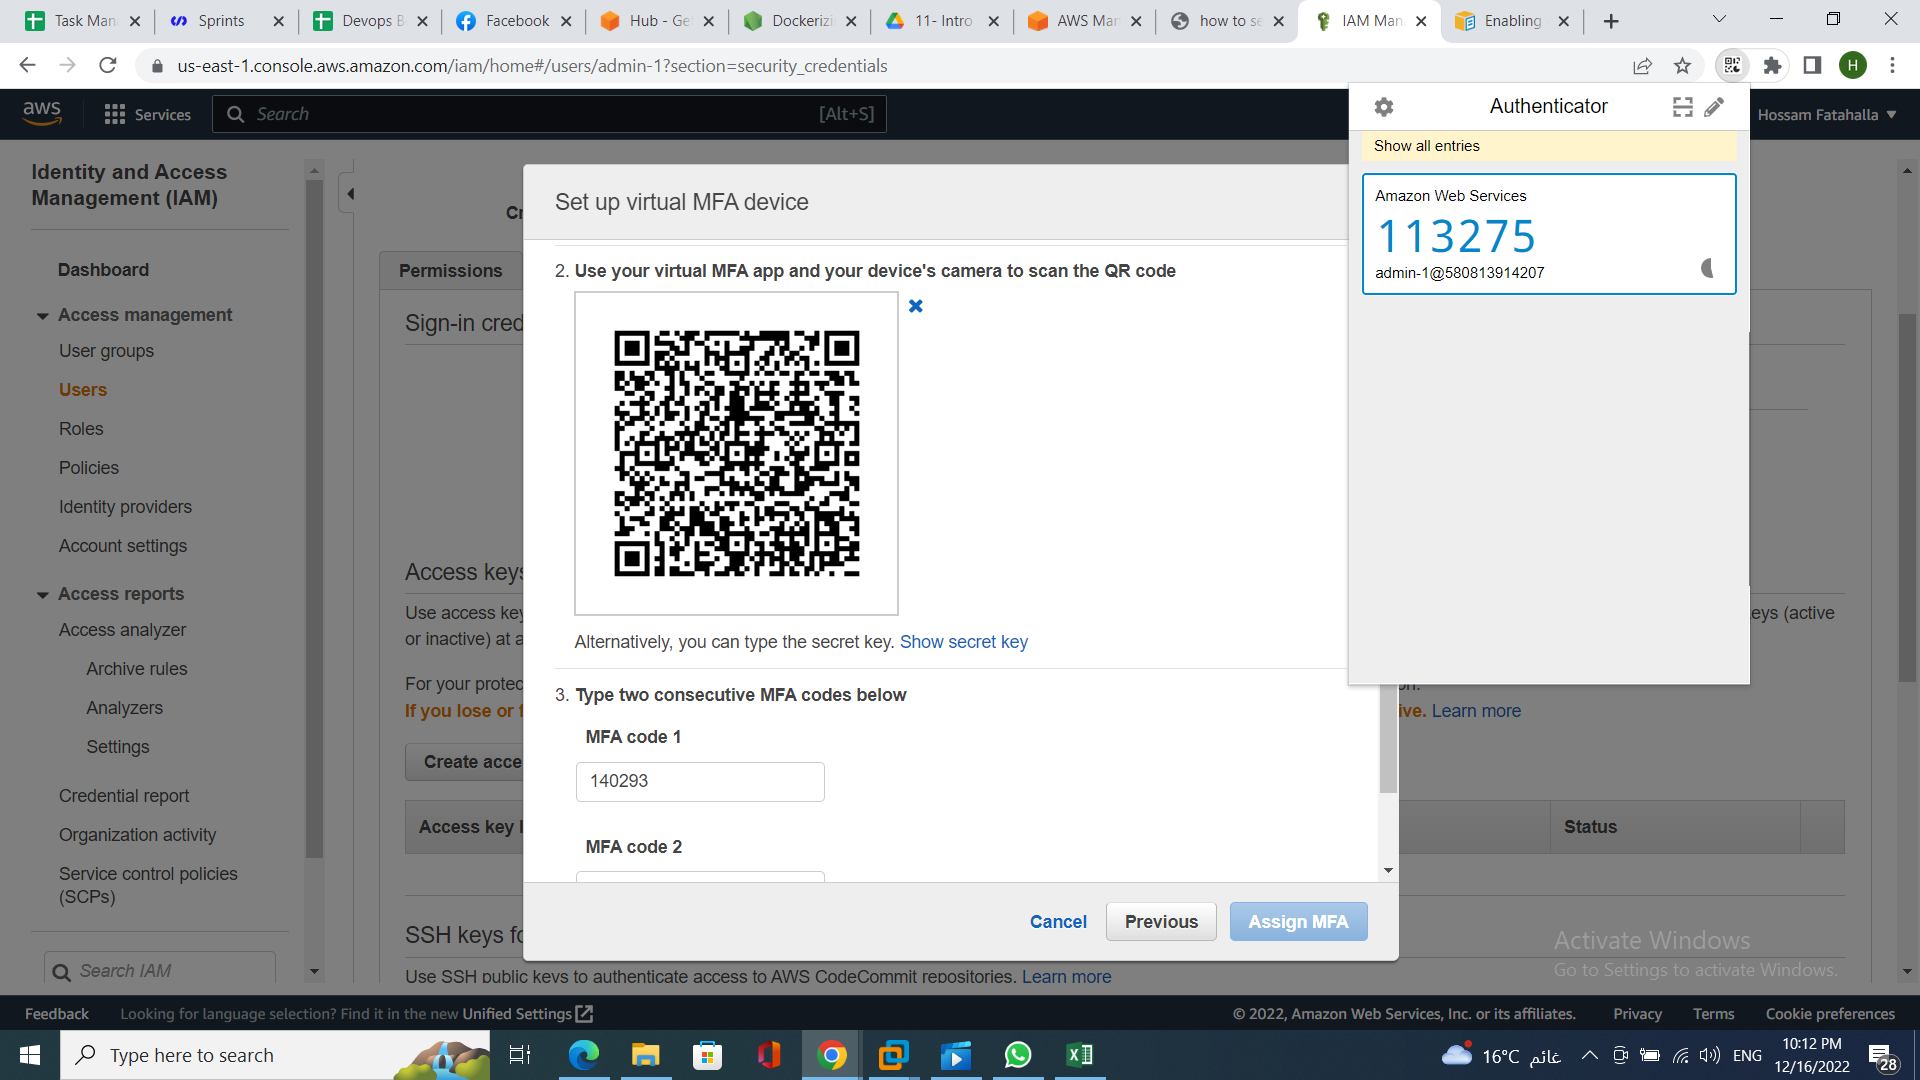 Task Man
Sprints
Devops B
Facebook
Hub - Ge
Dockerizi
11- Intro
AWS Man
how to se
IAM Man
Enabling
us-east-1.console.aws.amazon.com/iam/home#/users/admin-1?section=security_credentials
H
aws
Services
Search
[Alt+S]
Hossam Fatahalla
Authenticator
Show all entries
Amazon Web Services
113275
admin-1@580813914207
Identity and Access
Management (IAM)
Dashboard
Access management
User groups
Users
Roles
Policies
Identity providers
Account settings
Access reports
Access analyzer
Archive rules
Analyzers
Settings
Credential report
Organization activity
Service control policies
(SCPs)
Search IAM
Cr
Permissions
Sign-in cred
Access keys
Use access key
eys (active
or inactive) at a
For your protec
on.
If you lose or f
ive. Learn more
Create acce
Access key I
Status
SSH keys fo
Use SSH public keys to authenticate access to AWS CodeCommit repositories. Learn more
Set up virtual MFA device
2. Use your virtual MFA app and your device's camera to scan the QR code
Alternatively, you can type the secret key. Show secret key
3. Type two consecutive MFA codes below
MFA code 1
140293
MFA code 2
Cancel
Previous
Assign MFA
Activate Windows
Go to Settings to activate Windows.
Feedback
Looking for language selection? Find it in the new Unified Settings
© 2022, Amazon Web Services, Inc. or its affiliates.
Privacy
Terms
Cookie preferences
Type here to search
16°C غائم
ENG
10:12 PM
12/16/2022
28